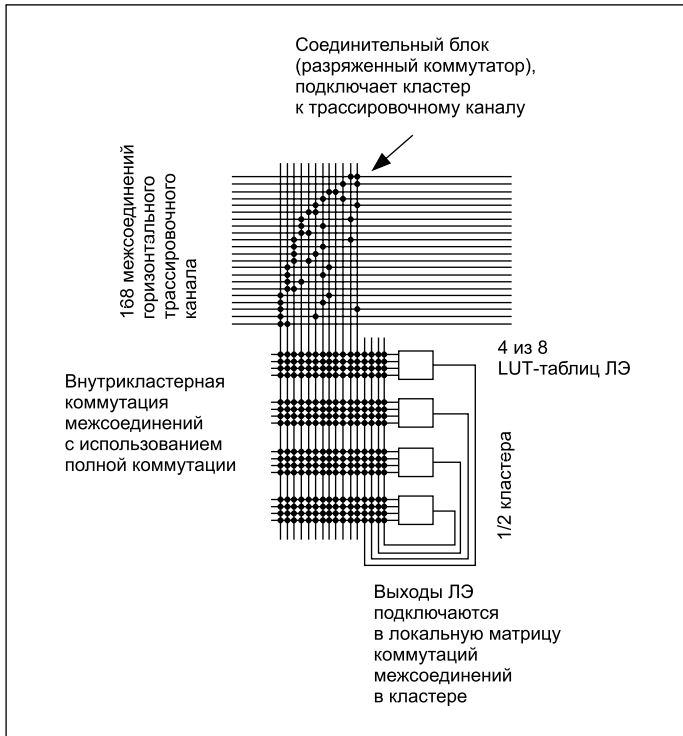 Соединительный блок
(разряженный коммутатор),
подключает кластер
к трассировочному каналу
168 межсоединений
горизонтального
трассировочного
канала
4 из 8
LUT-таблиц ЛЭ
Внутрикластерная
коммутация
межсоединений
с использованием
полной коммутации
1/2 кластера
Выходы ЛЭ
подключаются
в локальную матрицу
коммутаций
межсоединений
в кластере